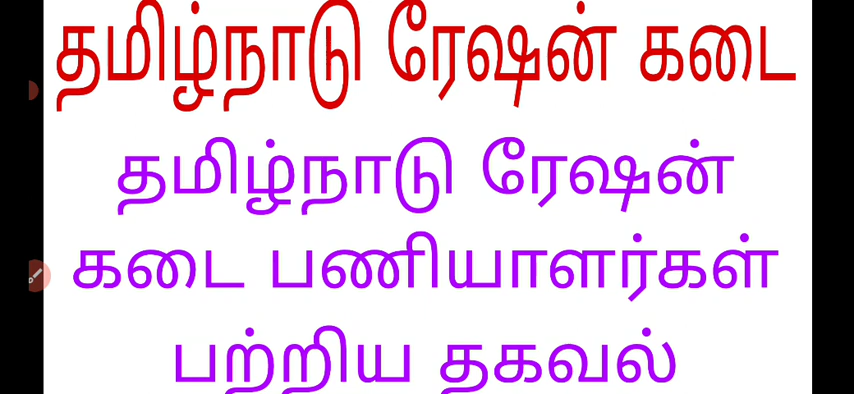 தமிழ்நாடு ரேஷன் கடை
தமிழ்நாடு ரேஷன்
கடை பணியாளர்கள்
பற்றிய தகவல்